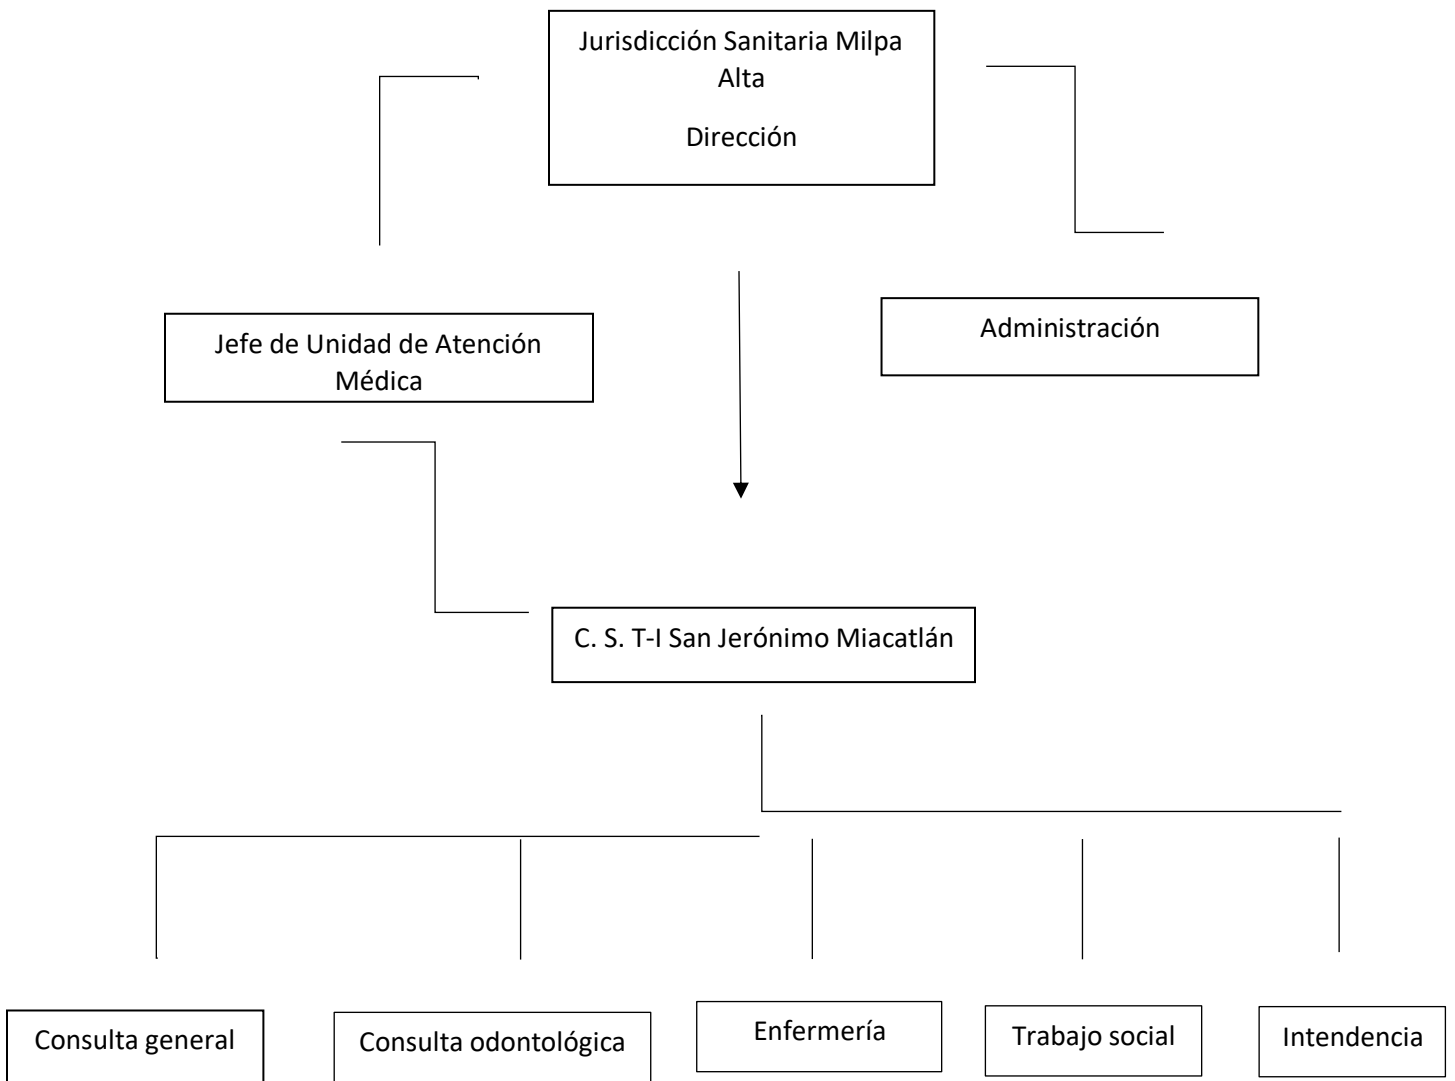 Jurisdicción Sanitaria Milpa
Alta
Dirección
Jefe de Unidad de Atención
Médica
Administración
C. S. T-I San Jerónimo Miacatlán
Consulta general
Consulta odontológica
Enfermería
Trabajo social
Intendencia